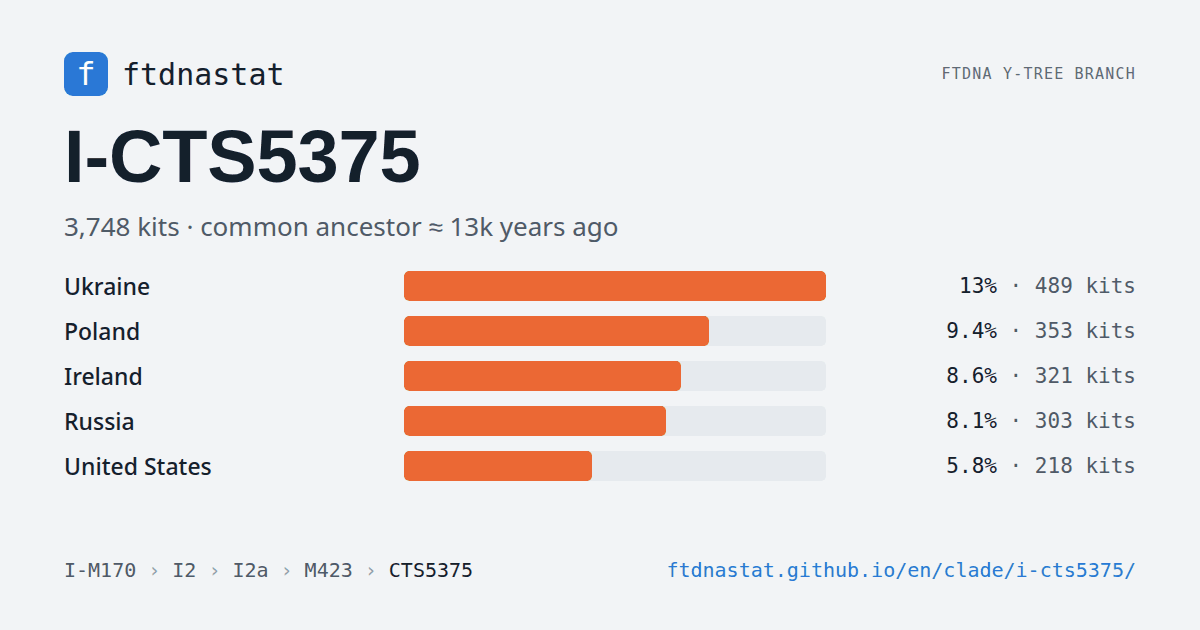 f ftdnastat
FTDNA Y-TREE BRANCH
I-CTS5375
3,748 kits · common ancestor ≈ 13k years ago
Ukraine 13% · 489 kits
Poland 9.4% · 353 kits
Ireland 8.6% · 321 kits
Russia 8.1% · 303 kits
United States 5.8% · 218 kits
I-M170 › I2 › I2a › M423 › CTS5375
ftdnastat.github.io/en/clade/i-cts5375/